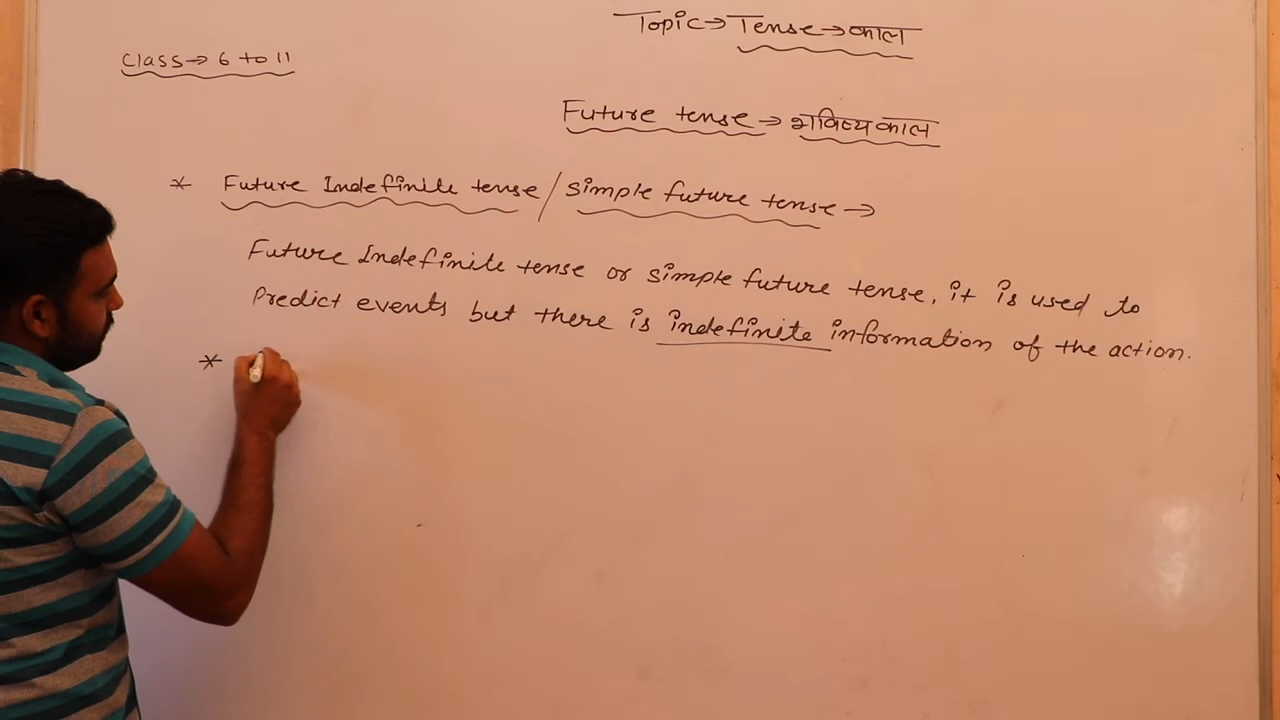 Topic→Tense→काल
Class→ 6 to 11
Future tense→भविष्यकाल
* Future Indefinite tense / Simple future tense→
Future Indefinite tense or simple future tense, it is used to
Predict events but there is indefinite information of the action.
*